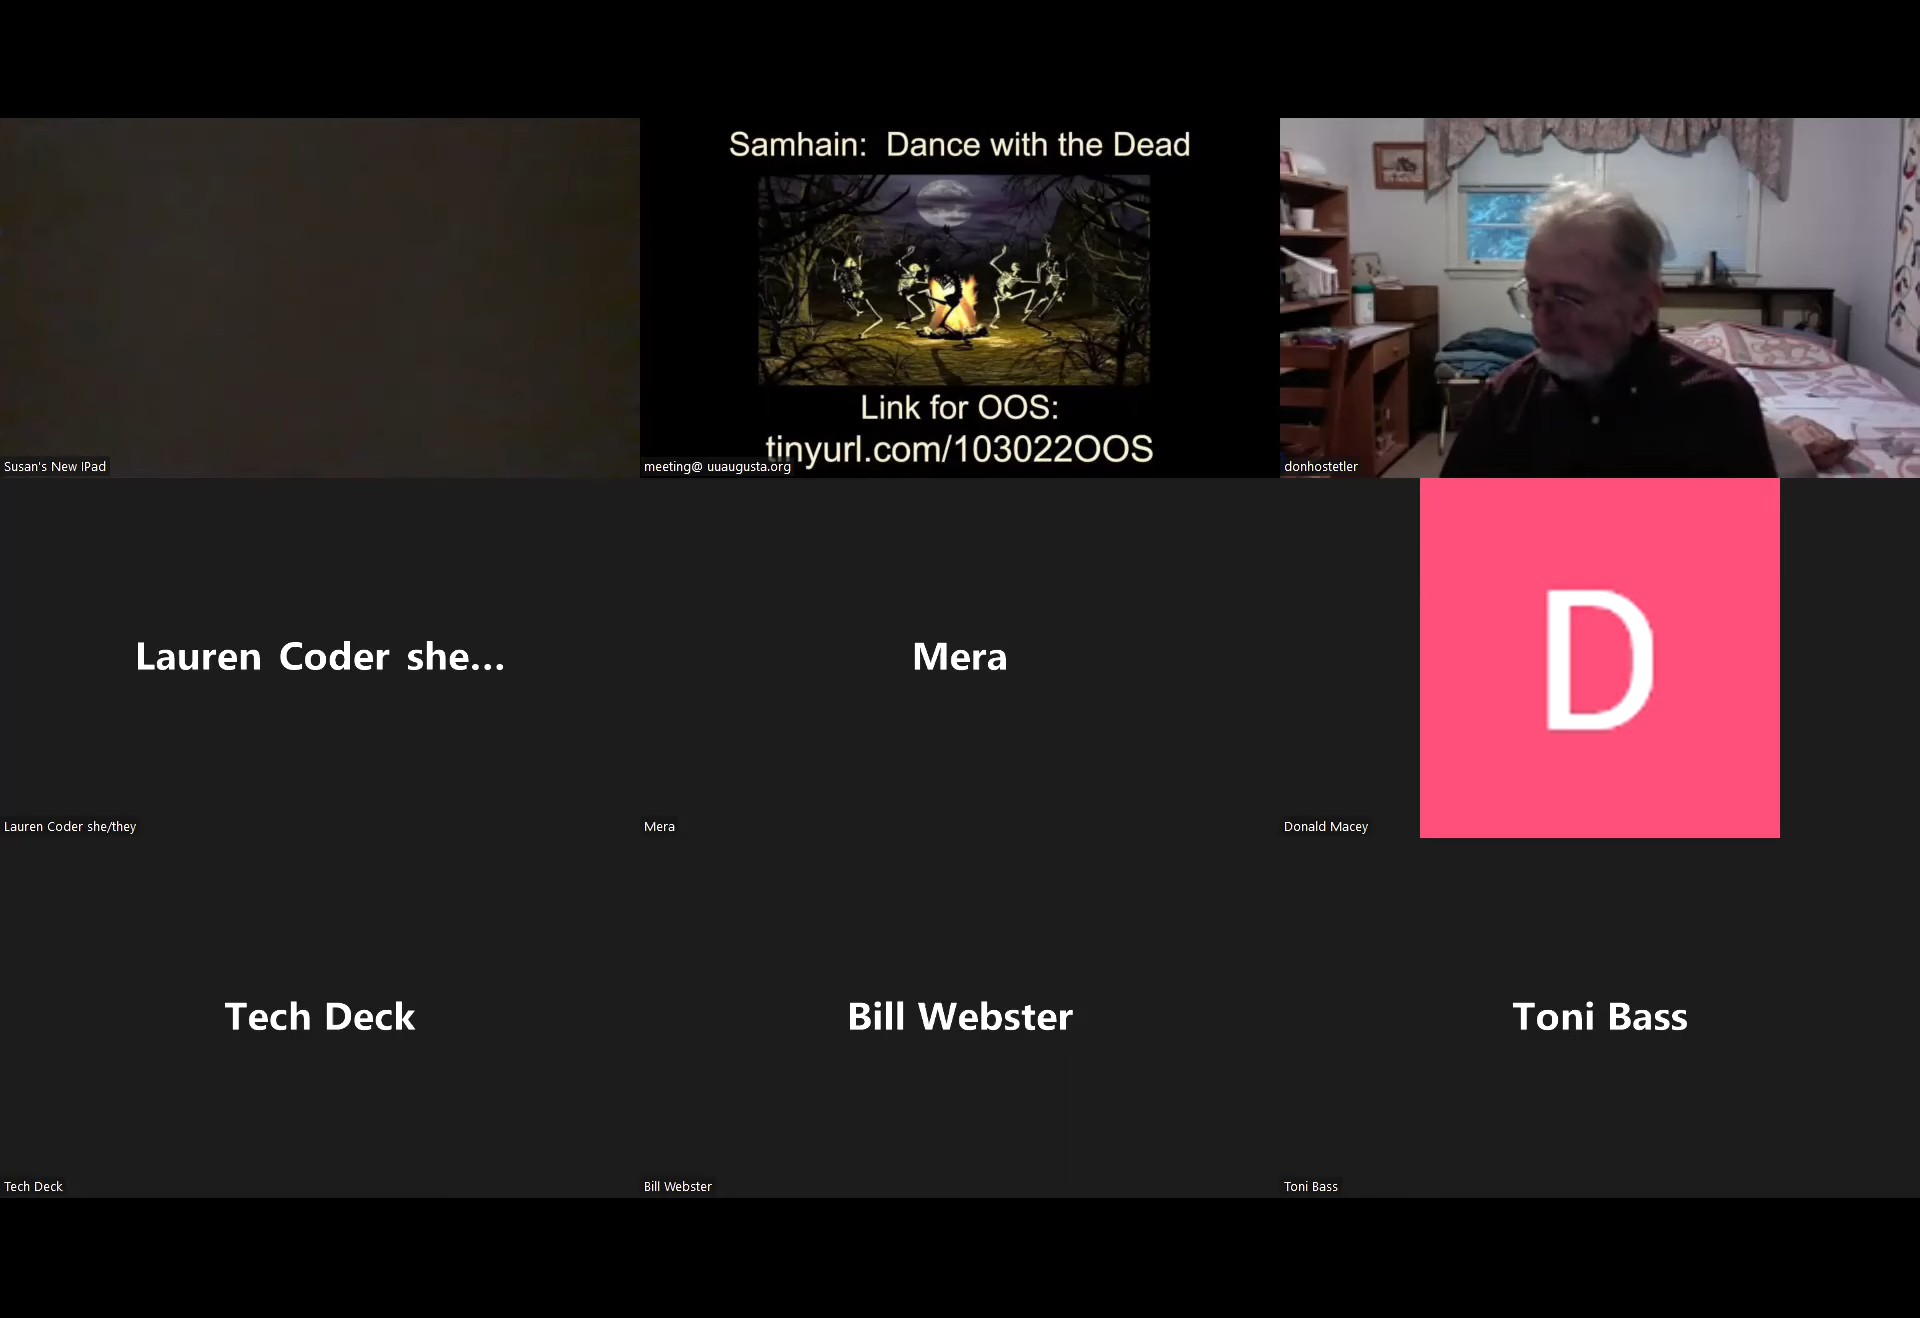 Samhain: Dance with the Dead
Link for OOS:
tinyurl.com/103022OOS
Susan's New IPad
meeting@ uuaugusta.org
donhostetler
Lauren Coder she...
Mera
D
Lauren Coder she/they
Mera
Donald Macey
Tech Deck
Bill Webster
Toni Bass
Tech Deck
Bill Webster
Toni Bass